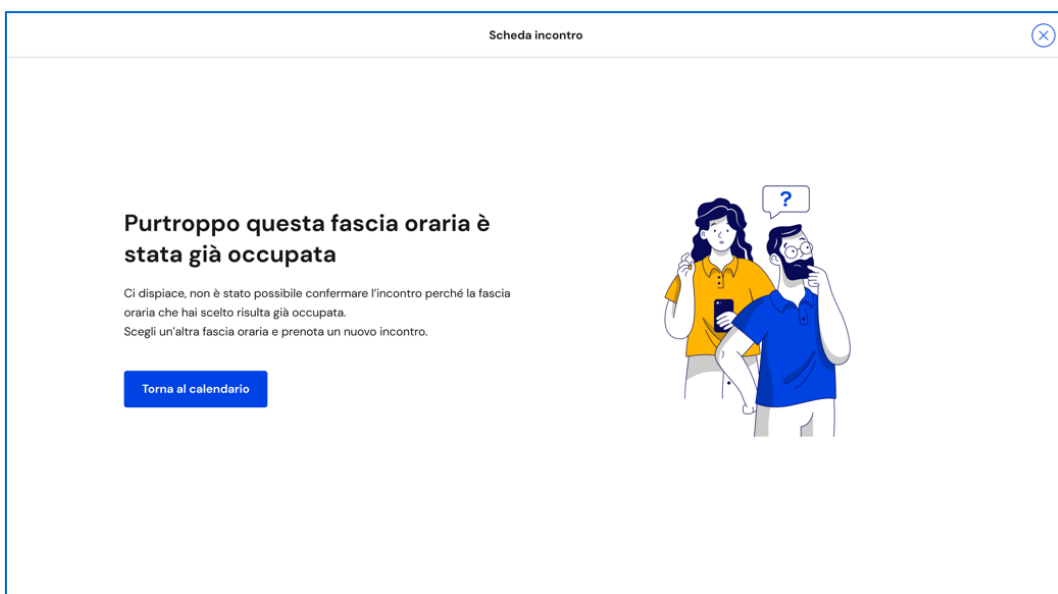 Scheda incontro
?
Purtroppo questa fascia oraria è
stata già occupata
Ci dispiace, non è stato possibile confermare l'incontro perché la fascia
oraria che hai scelto risulta già occupata.
Scegli un'altra fascia oraria e prenota un nuovo incontro.
Torna al calendario